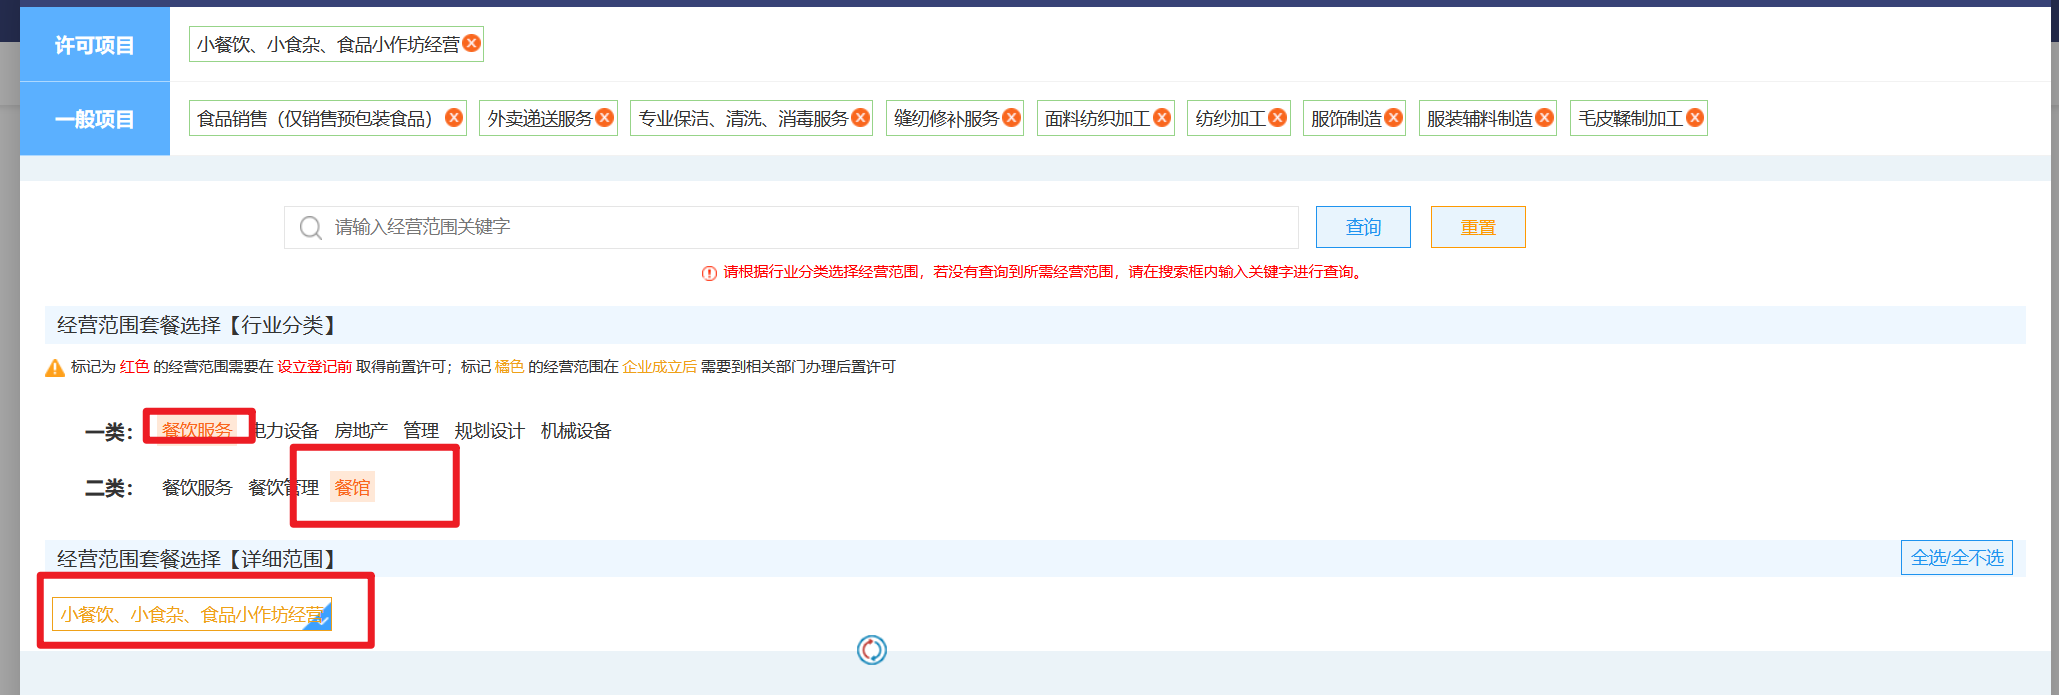 许可项目 小餐饮、小食杂、食品小作坊经营
一般项目 食品销售（仅销售预包装食品） 外卖递送服务 专业保洁、清洗、消毒服务 缝纫修补服务 面料纺织加工 纺纱加工 服饰制造 服装辅料制造 毛皮鞣制加工
请输入经营范围关键字 查询 重置
请根据行业分类选择经营范围，若没有查询到所需经营范围，请在搜索框内输入关键字进行查询。
经营范围套餐选择【行业分类】
标记为 红色 的经营范围需要在 设立登记前 取得前置许可；标记 橘色 的经营范围在 企业成立后 需要到相关部门办理后置许可
一类： 餐饮服务 电力设备 房地产 管理 规划设计 机械设备
二类： 餐饮服务 餐饮管理 餐馆
经营范围套餐选择【详细范围】 全选/全不选
小餐饮、小食杂、食品小作坊经营